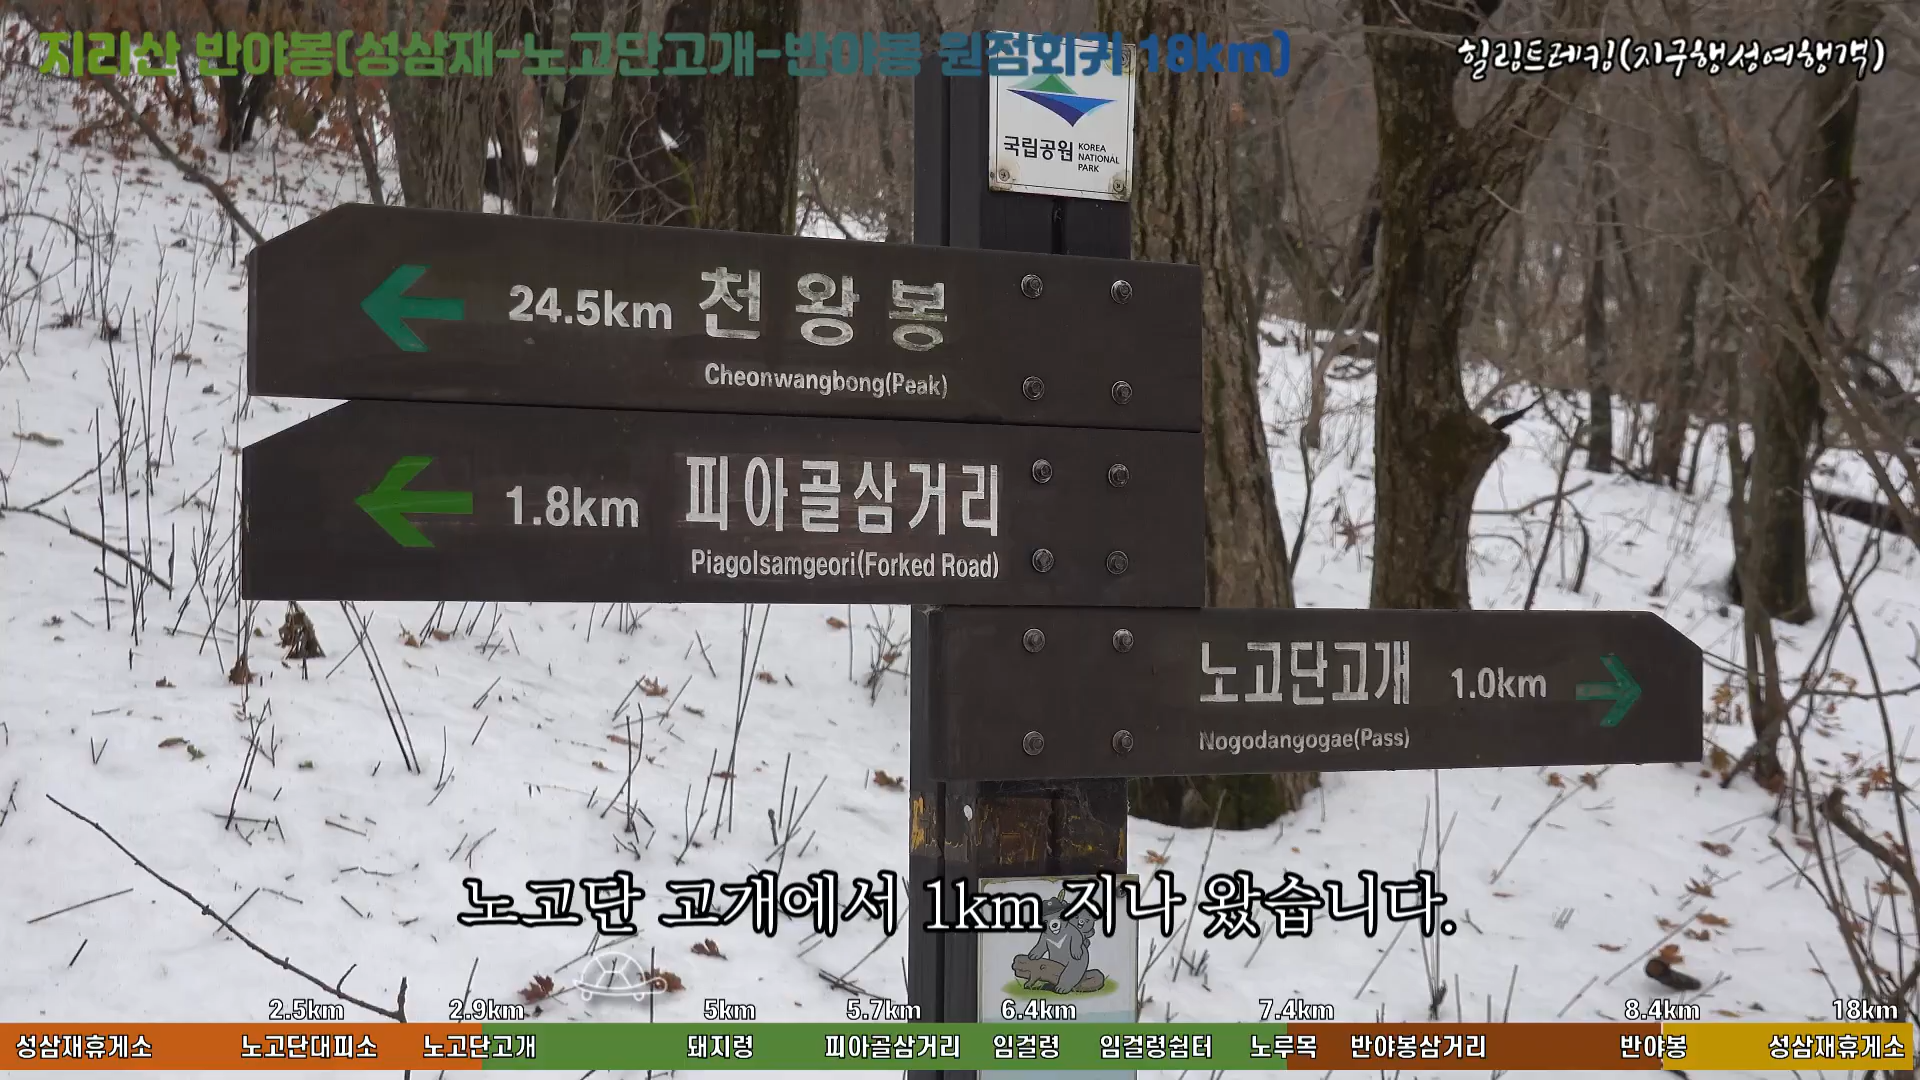 지리산 반야봉(성삼재-노고단고개-반야봉 원점회귀 18km)
힐링트레킹(지구행성여행객)
국립공원 KOREA
NATIONAL
PARK
24.5km 천왕봉
Cheonwangbong(Peak)
1.8km 피아골삼거리
Piagolsamgeori(Forked Road)
노고단고개 1.0km
Nogodangogae(Pass)
노고단 고개에서 1km 지나 왔습니다.
2.5km 2.9km 5km 5.7km 6.4km 7.4km 8.4km 18km
성삼재휴게소 노고단대피소 노고단고개 돼지령 피아골삼거리 임걸령 임걸령쉼터 노루목 반야봉삼거리 반야봉 성삼재휴게소